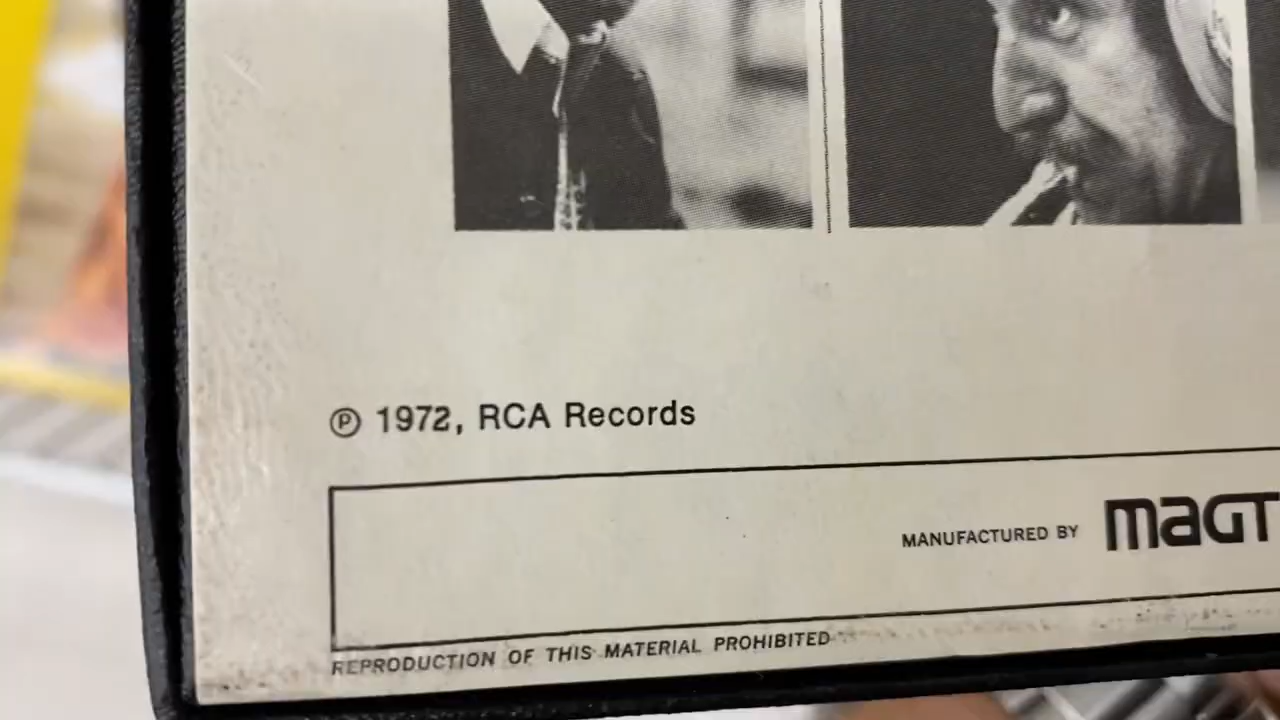 ℗ 1972, RCA Records
MANUFACTURED BY
REPRODUCTION OF THIS MATERIAL PROHIBITED